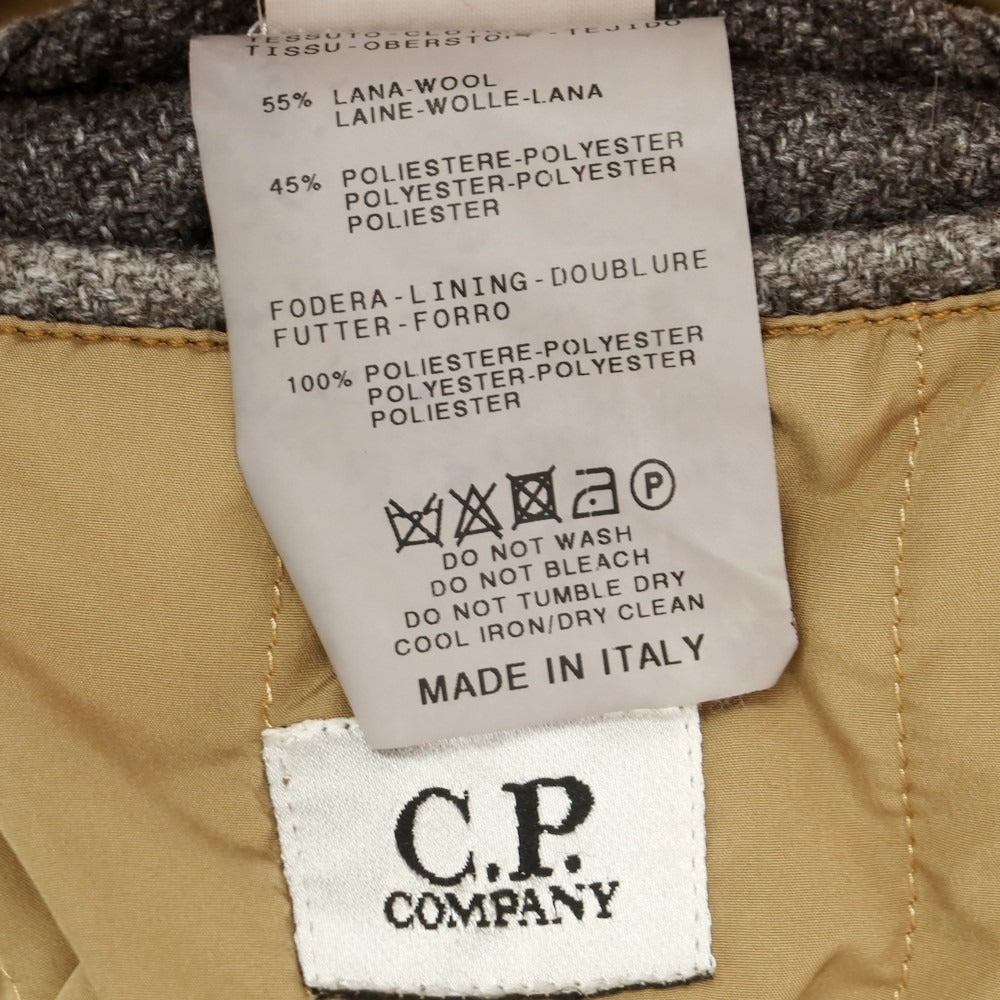 TISSU-OBERSTOFF-TEJIDO
55% LANA-WOOL
LAINE-WOLLE-LANA
45% POLIESTERE-POLYESTER
POLYESTER-POLYESTER
POLIESTER
FODERA-LINING-DOUBLURE
FUTTER-FORRO
100% POLIESTERE-POLYESTER
POLYESTER-POLYESTER
POLIESTER
P
DO NOT WASH
DO NOT BLEACH
DO NOT TUMBLE DRY
COOL IRON/DRY CLEAN
MADE IN ITALY
C.P.
COMPANY